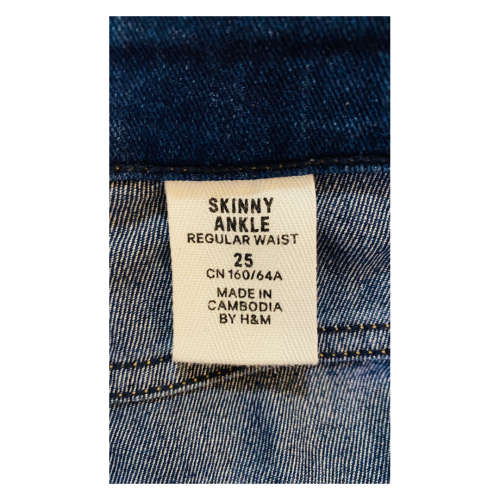 SKINNY
ANKLE
REGULAR WAIST
25
CN 160/64A
MADE IN
CAMBODIA
BY H&M